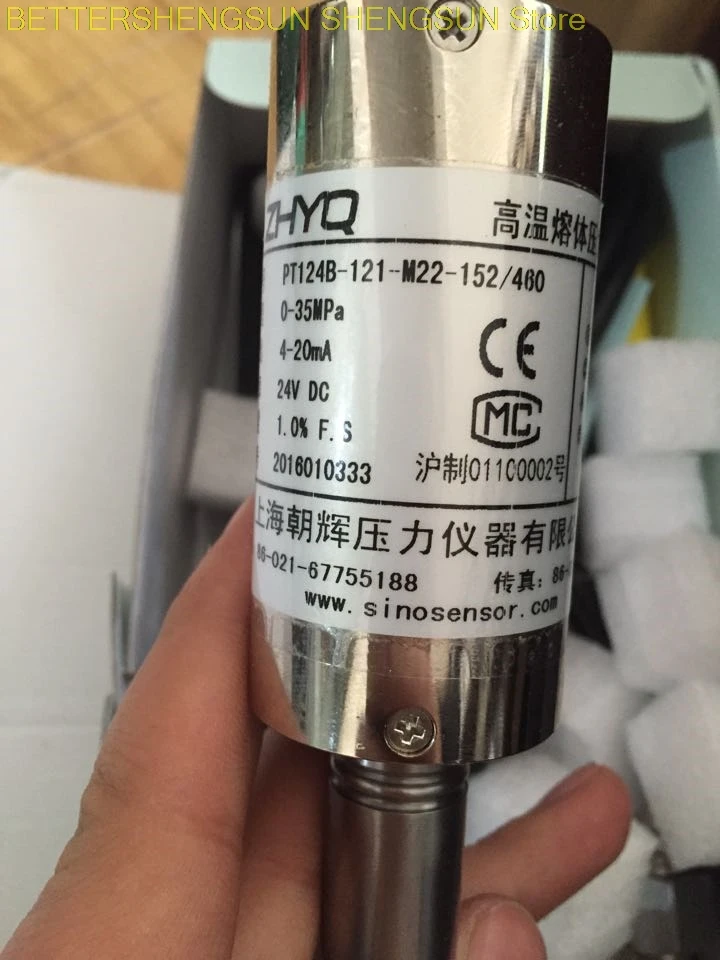 BETTERSHENGSUN SHENGSUN Store
ZHYQ
高温熔体压
PT124B-121-M22-152/460
0-35MPa
4-20mA
CE
24V DC
MC
1.0% F.S
2016010333
沪制01100002号
上海朝辉压力仪器有限公
86-021-67755188
传真: 86-
www.sinosensor.com